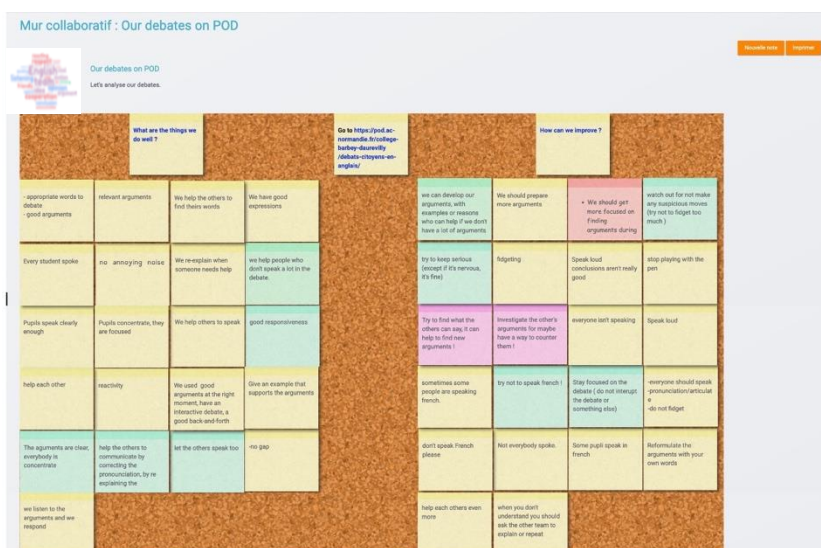 Mur collaboratif : Our debates on POD
Nouvelle note
Imprimer
Our debates on POD
Let's analyse our debates.
What are the things we
do well ?
Go to https://pod.ac-
normandie.fr/college-
barbey-daurevilly
/debats-citoyens-en-
anglais/
How can we improve ?
- appropriate words to
debate
- good arguments
relevant arguments
We help the others to
find theirs words
We have good
expressions
we can develop our
arguments, with
examples or reasons
who can help if we don't
have a lot of arguments
We should prepare
more arguments
• We should get
more focused on
finding
arguments during
watch out for not make
any suspicious moves
(try not to fidget too
much )
Every student spoke
no annoying noise
We re-explain when
someone needs help
we help people who
don't speak a lot in the
debate.
try to keep serious
(except if it's nervous,
it's fine)
fidgeting
Speak loud
conclusions aren't really
good
stop playing with the
pen
Pupils speak clearly
enough
Pupils concentrate, they
are focused
We help others to speak
good responsiveness
Try to find what the
others can say, it can
help to find new
arguments !
Investigate the other's
arguments for maybe
have a way to counter
them !
everyone isn't speaking
Speak loud
help each other
reactivity
We used good
arguments at the right
moment, have an
interactive debate, a
good back-and-forth
Give an example that
supports the arguments
sometimes some
people are speaking
french.
try not to speak french !
Stay focused on the
debate ( do not interupt
the debate or
something else)
-everyone should speak
-pronunciation/articulat
e
-do not fidget
The aguments are clear,
everybody is
concentrate
help the others to
communicate by
correcting the
pronounciation, by re
explaining the
let the others speak too
-no gap
don't speak French
please
Not everybody spoke.
Some pupil speak in
french
Reformulate the
arguments with your
own words
we listen to the
arguments and we
respond
help each others even
more
when you don't
understand you should
ask the other team to
explain or repeat